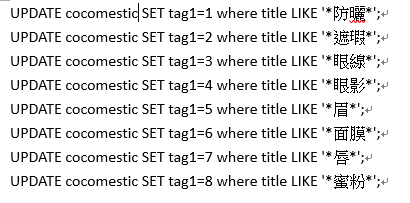 UPDATE cocomestic SET tag1=1 where title LIKE '*防曬*';
UPDATE cocomestic SET tag1=2 where title LIKE '*遮瑕*';
UPDATE cocomestic SET tag1=3 where title LIKE '*眼線*';
UPDATE cocomestic SET tag1=4 where title LIKE '*眼影*';
UPDATE cocomestic SET tag1=5 where title LIKE '*眉*';
UPDATE cocomestic SET tag1=6 where title LIKE '*面膜*';
UPDATE cocomestic SET tag1=7 where title LIKE '*唇*';
UPDATE cocomestic SET tag1=8 where title LIKE '*蜜粉*';